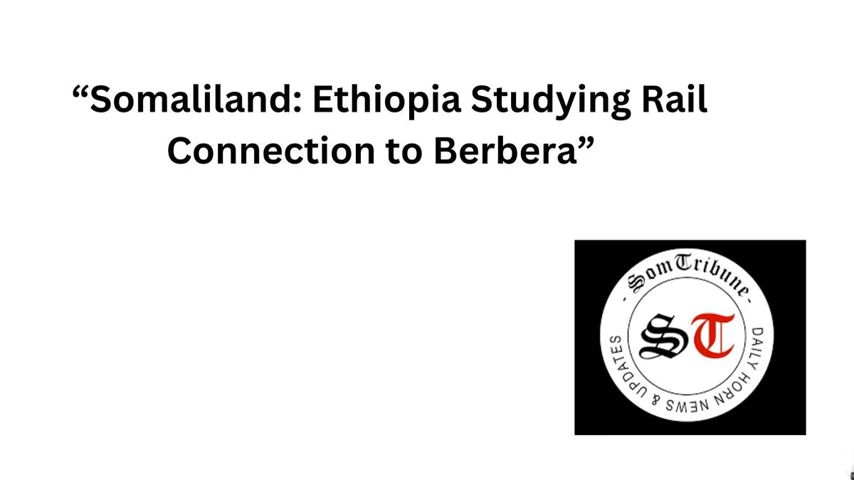 “Somaliland: Ethiopia Studying Rail
Connection to Berbera”
- SomTribune -
ST
DAILY HORN NEWS & UPDATES